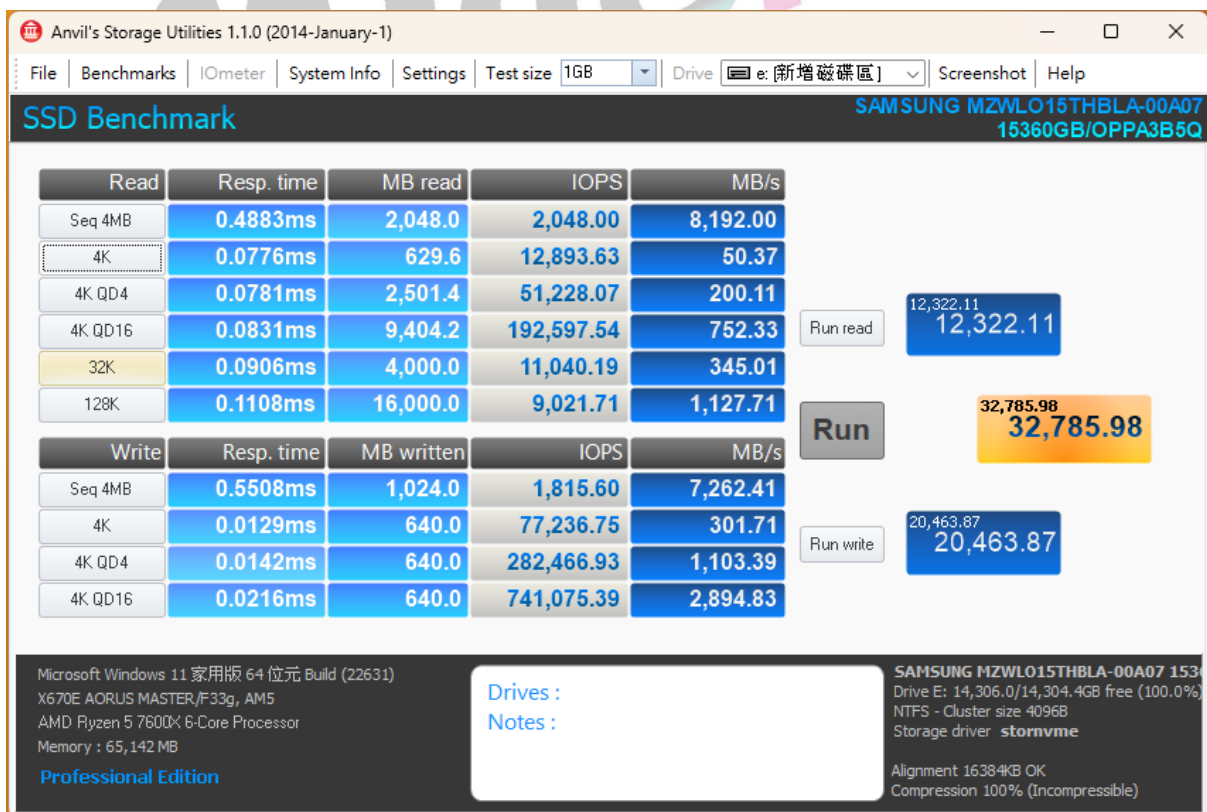 Anvil's Storage Utilities 1.1.0 (2014-January-1)
File Benchmarks IOmeter System Info Settings Test size 1GB Drive e: [新增磁碟區] Screenshot Help
SSD Benchmark
SAMSUNG MZWLO15THBLA-00A07
15360GB/OPPA3B5Q
Read Resp. time MB read IOPS MB/s
Seq 4MB 0.4883ms 2,048.0 2,048.00 8,192.00
4K 0.0776ms 629.6 12,893.63 50.37
4K QD4 0.0781ms 2,501.4 51,228.07 200.11
4K QD16 0.0831ms 9,404.2 192,597.54 752.33
32K 0.0906ms 4,000.0 11,040.19 345.01
128K 0.1108ms 16,000.0 9,021.71 1,127.71
Run read
12,322.11
12,322.11
Run
32,785.98
32,785.98
Write Resp. time MB written IOPS MB/s
Seq 4MB 0.5508ms 1,024.0 1,815.60 7,262.41
4K 0.0129ms 640.0 77,236.75 301.71
4K QD4 0.0142ms 640.0 282,466.93 1,103.39
4K QD16 0.0216ms 640.0 741,075.39 2,894.83
Run write
20,463.87
20,463.87
Microsoft Windows 11 家用版 64 位元 Build (22631)
X670E AORUS MASTER/F33g, AM5
AMD Ryzen 5 7600X 6-Core Processor
Memory : 65,142 MB
Professional Edition
Drives :
Notes :
SAMSUNG MZWLO15THBLA-00A07 153
Drive E: 14,306.0/14,304.4GB free (100.0%)
NTFS - Cluster size 4096B
Storage driver stornvme
Alignment 16384KB OK
Compression 100% (Incompressible)